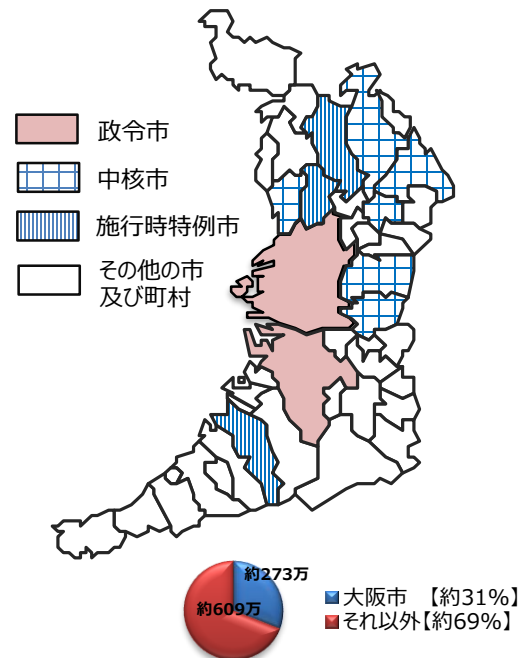 政令市
中核市
施行時特例市
その他の市
及び町村
約273万
約609万
大阪市 【約31%】
それ以外【約69%】